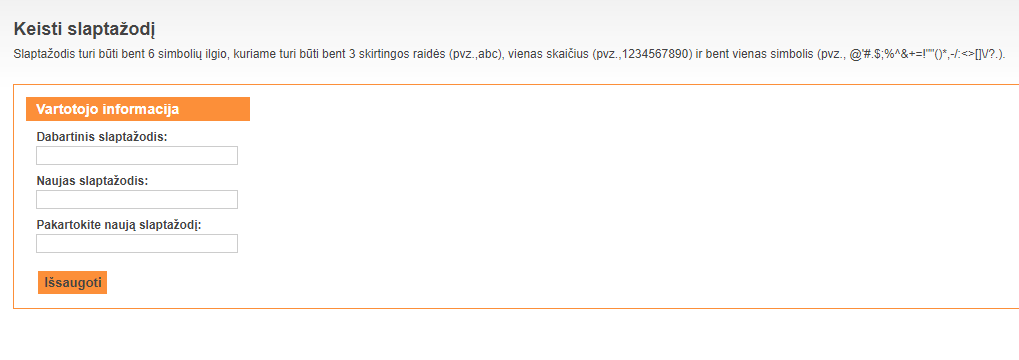 Keisti slaptažodį
Slaptažodis turi būti bent 6 simbolių ilgio, kuriame turi būti bent 3 skirtingos raidės (pvz.,abc), vienas skaičius (pvz.,1234567890) ir bent vienas simbolis (pvz., @'#.$;%^&+=!""()*,-/:<>[]\/?.).
Vartotojo informacija
Dabartinis slaptažodis:
Naujas slaptažodis:
Pakartokite naują slaptažodį:
Išsaugoti